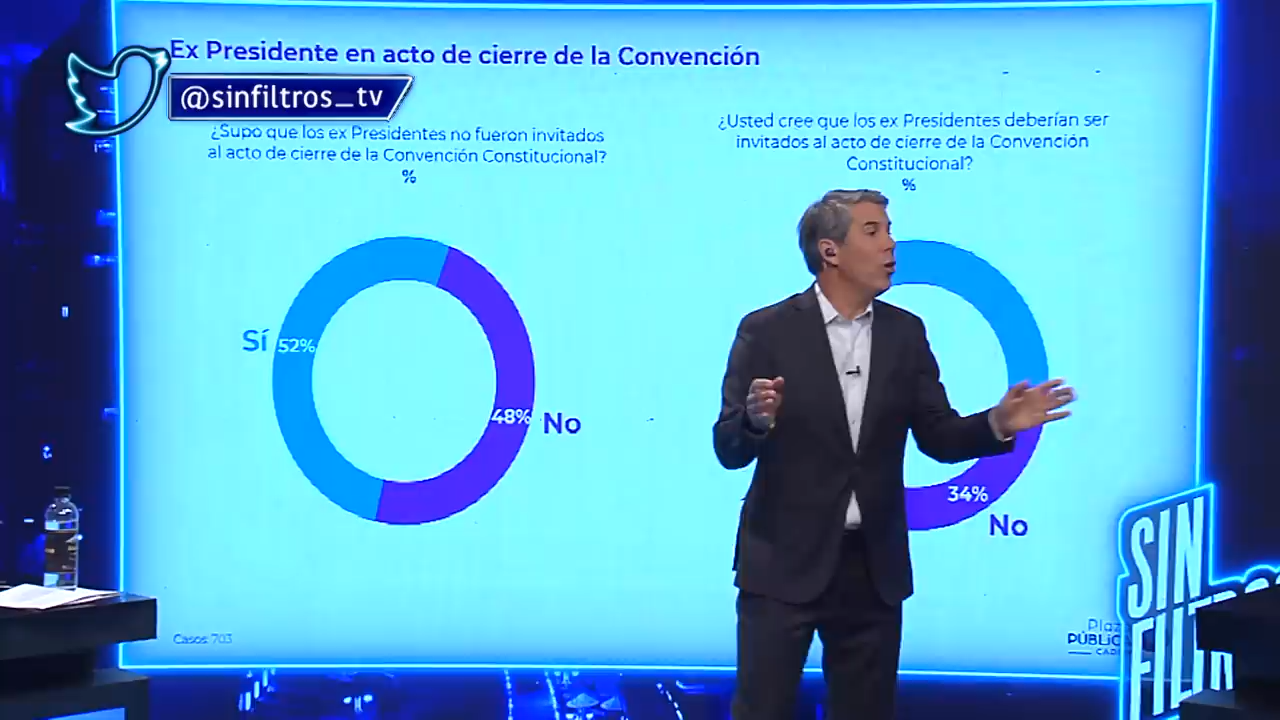 Ex Presidente en acto de cierre de la Convención
@sinfiltros_tv
¿Supo que los ex Presidentes no fueron invitados
al acto de cierre de la Convención Constitucional?
%
Sí
52%
48%
No
¿Usted cree que los ex Presidentes deberían ser
invitados al acto de cierre de la Convención
Constitucional?
%
34%
No
Casos: 703
SIN